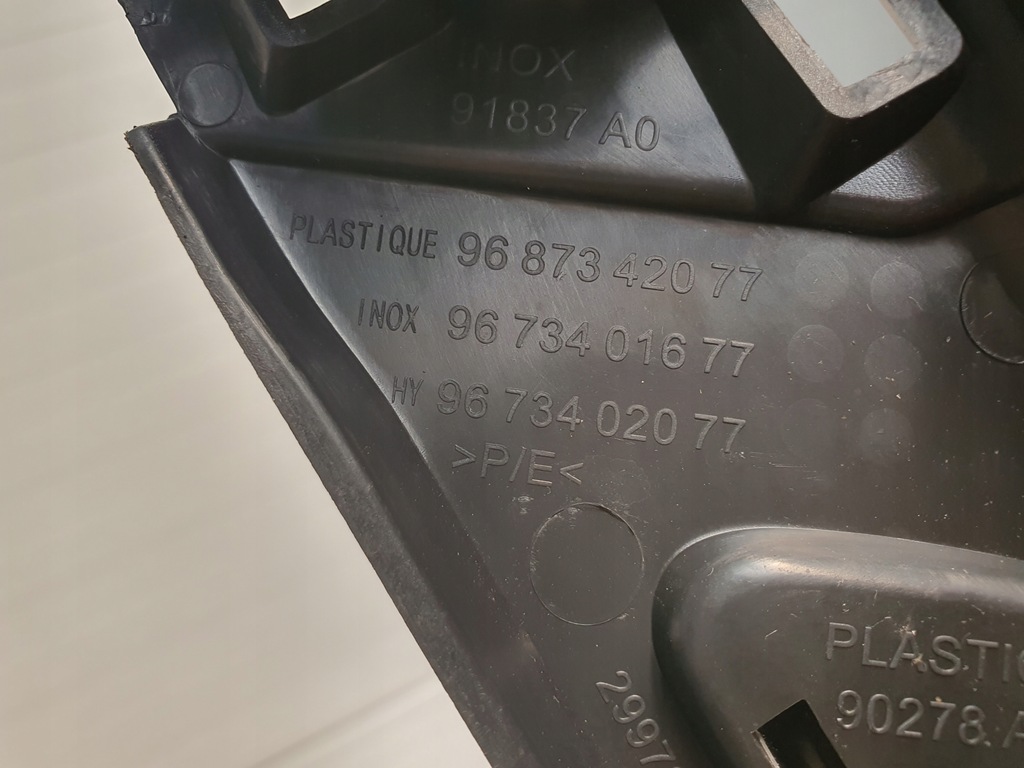 INOX
91837 A0
PLASTIQUE 96 873 420 77
INOX 96 734 016 77
HY 96 734 020 77
>P/E<
PLASTI
90278.A
2997